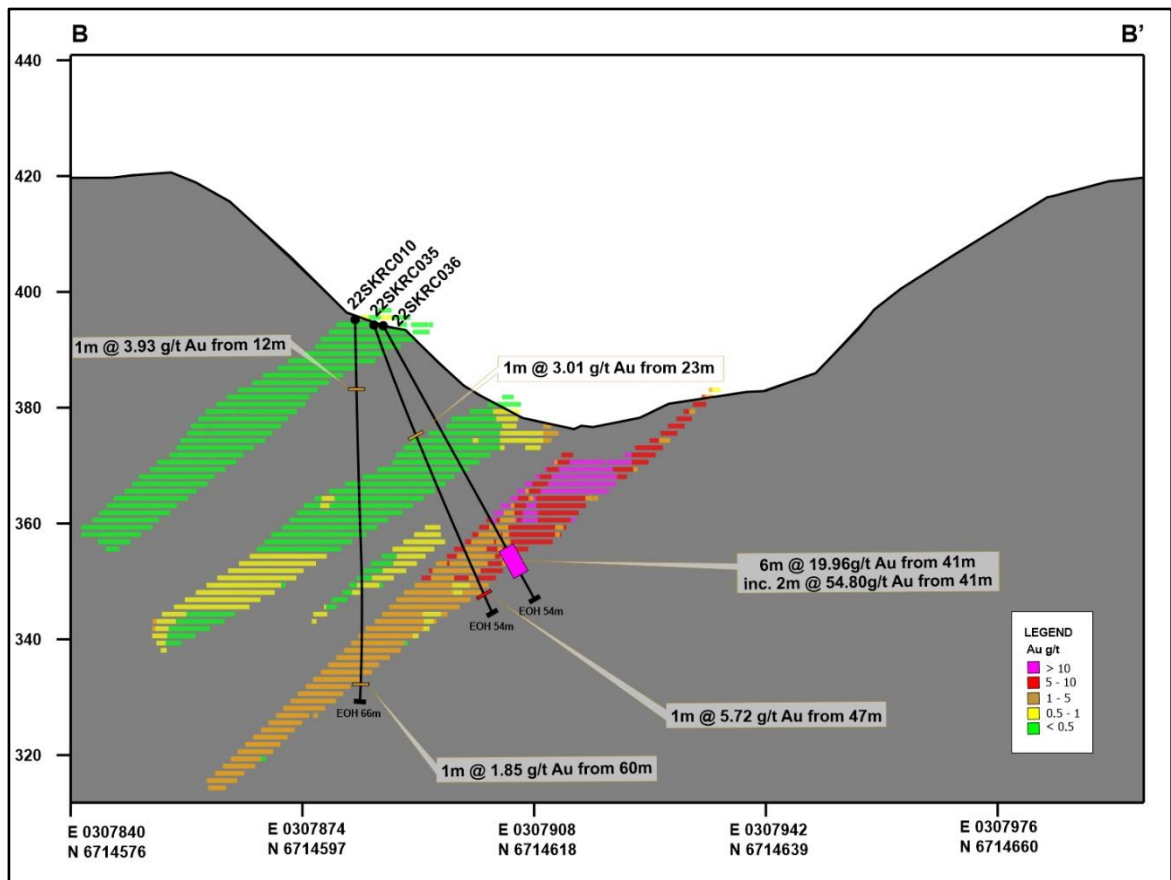 B
B'
440
420
400
380
360
340
320
22SKRC010
22SKRC035
22SKRC036
1m @ 3.93 g/t Au from 12m
1m @ 3.01 g/t Au from 23m
6m @ 19.96g/t Au from 41m
inc. 2m @ 54.80g/t Au from 41m
EOH 54m
EOH 54m
1m @ 5.72 g/t Au from 47m
EOH 66m
1m @ 1.85 g/t Au from 60m
LEGEND
Au g/t
> 10
5 - 10
1 - 5
0.5 - 1
< 0.5
E 0307840
N 6714576
E 0307874
N 6714597
E 0307908
N 6714618
E 0307942
N 6714639
E 0307976
N 6714660